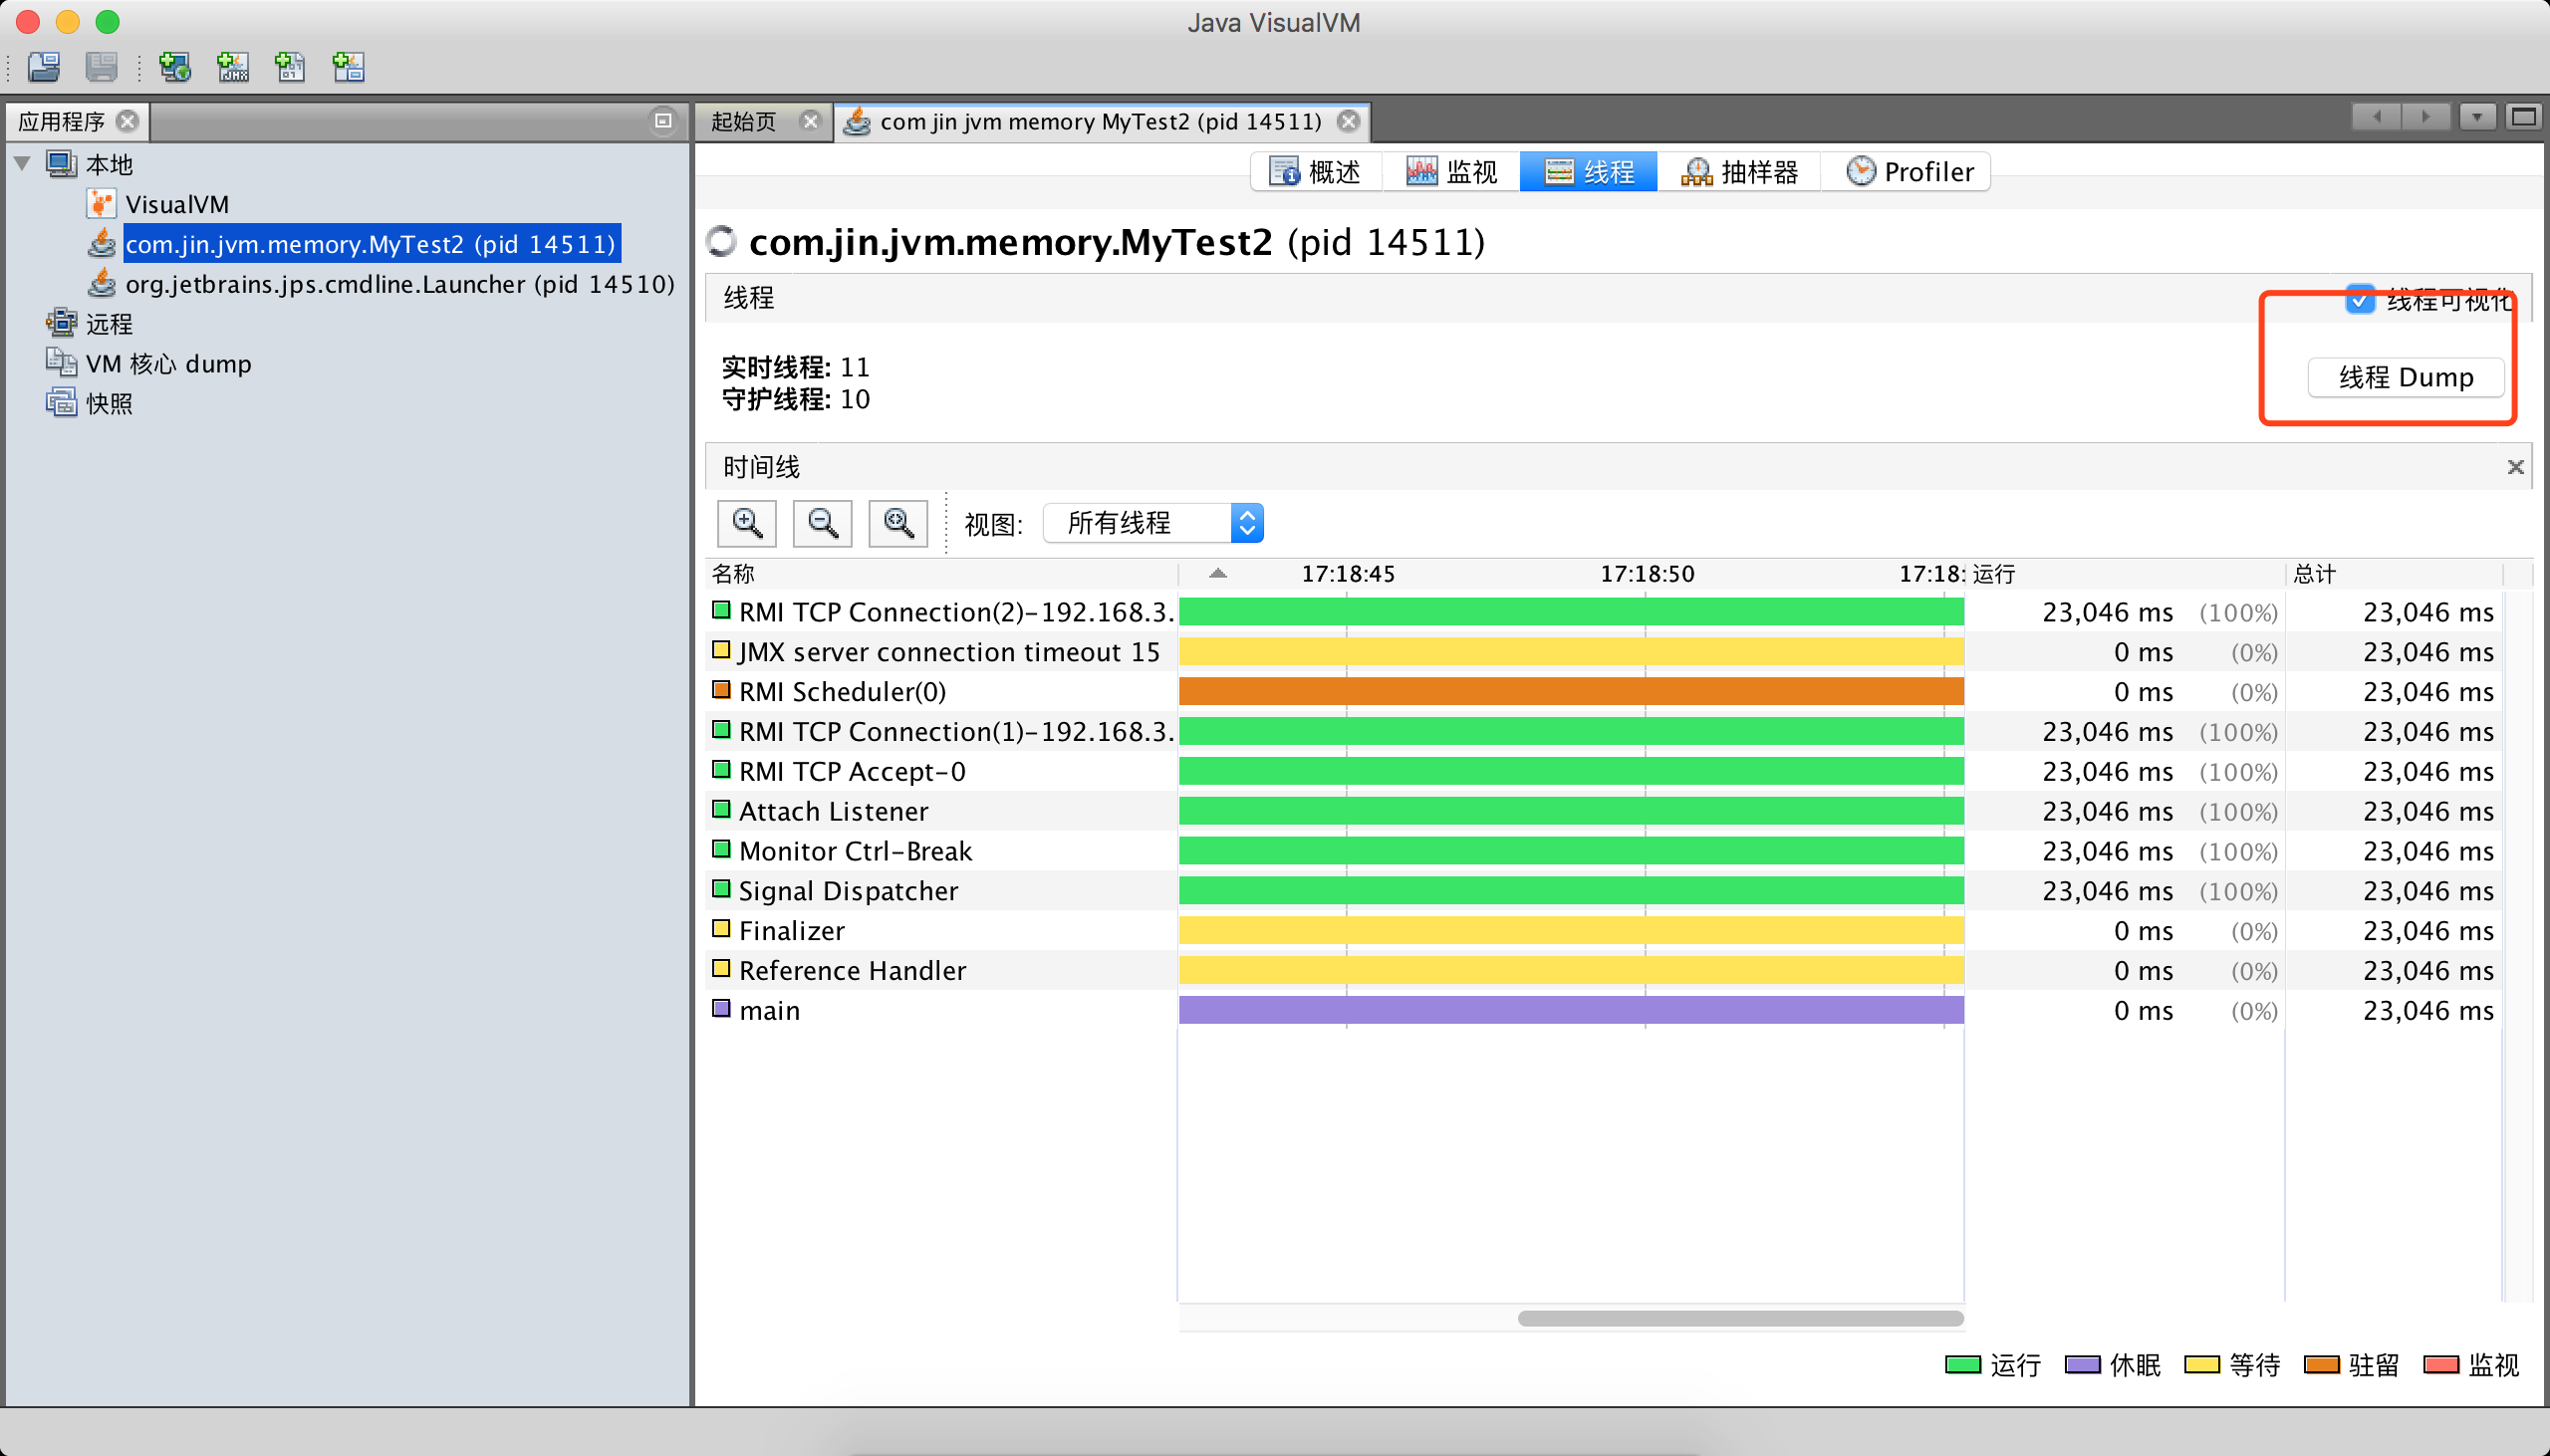 Java VisualVM
应用程序
本地
VisualVM
com.jin.jvm.memory.MyTest2 (pid 14511)
org.jetbrains.jps.cmdline.Launcher (pid 14510)
远程
VM 核心 dump
快照
起始页 com jin jvm memory MyTest2 (pid 14511)
概述 监视 线程 抽样器 Profiler
com.jin.jvm.memory.MyTest2 (pid 14511)
线程 线程可视化
实时线程: 11
守护线程: 10
线程 Dump
时间线
视图: 所有线程
名称 17:18:45 17:18:50 17:18: 运行 总计
RMI TCP Connection(2)-192.168.3. 23,046 ms (100%) 23,046 ms
JMX server connection timeout 15 0 ms (0%) 23,046 ms
RMI Scheduler(0) 0 ms (0%) 23,046 ms
RMI TCP Connection(1)-192.168.3. 23,046 ms (100%) 23,046 ms
RMI TCP Accept-0 23,046 ms (100%) 23,046 ms
Attach Listener 23,046 ms (100%) 23,046 ms
Monitor Ctrl-Break 23,046 ms (100%) 23,046 ms
Signal Dispatcher 23,046 ms (100%) 23,046 ms
Finalizer 0 ms (0%) 23,046 ms
Reference Handler 0 ms (0%) 23,046 ms
main 0 ms (0%) 23,046 ms
运行 休眠 等待 驻留 监视